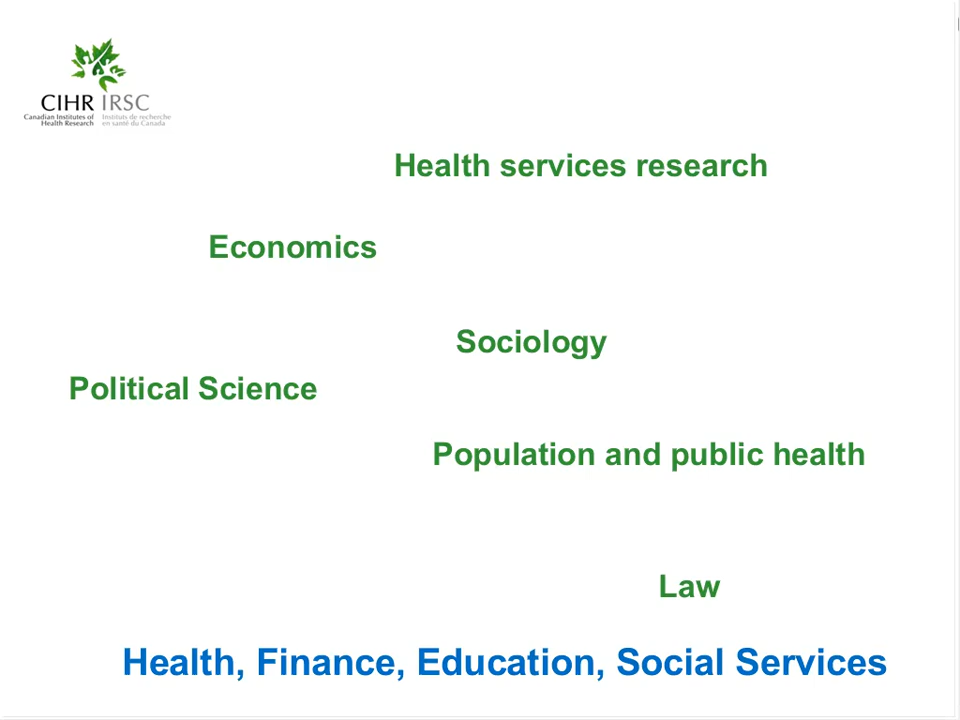 CIHR IRSC
Canadian Institutes of Health Research
Instituts de recherche en santé du Canada
Health services research
Economics
Sociology
Political Science
Population and public health
Law
Health, Finance, Education, Social Services